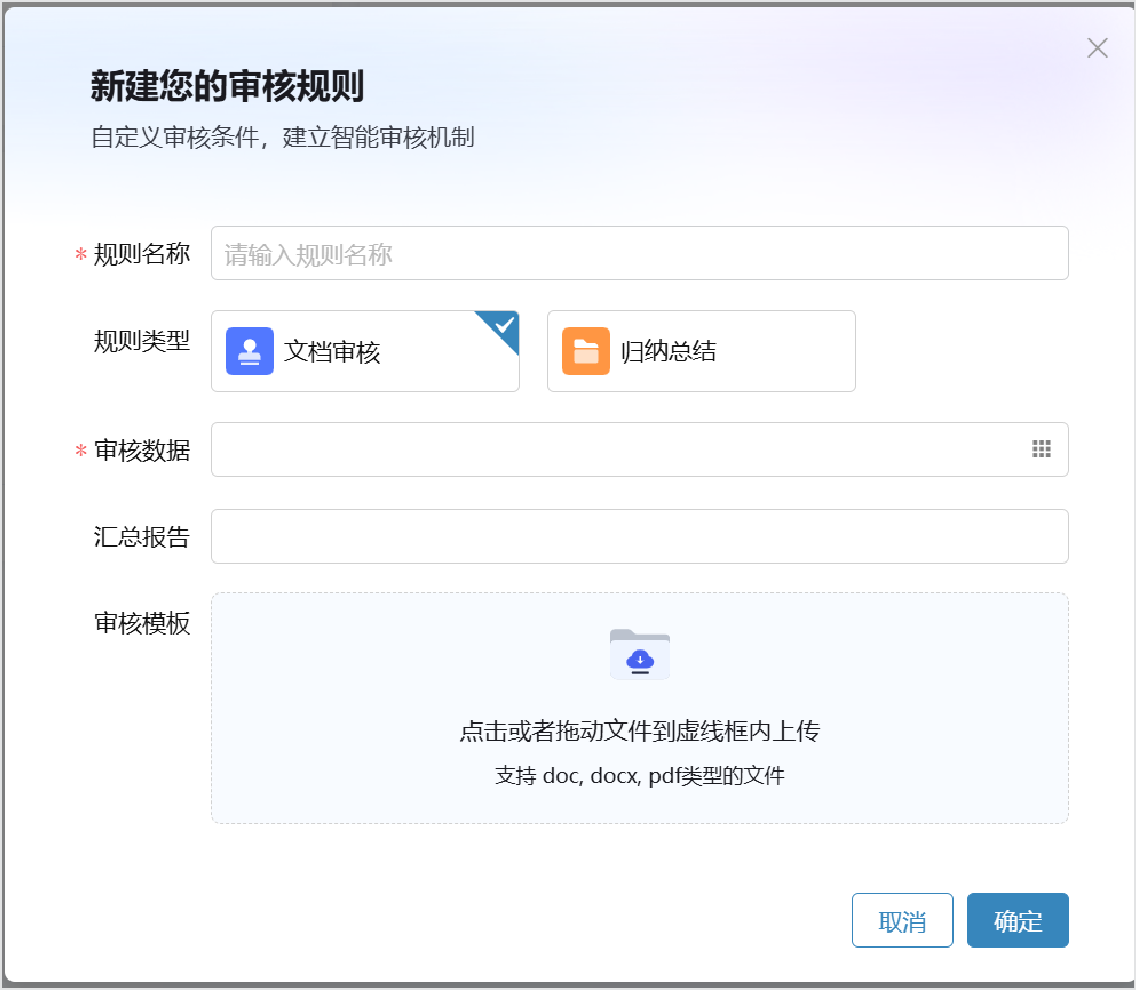 新建您的审核规则
自定义审核条件，建立智能审核机制
* 规则名称
请输入规则名称
规则类型
文档审核
归纳总结
* 审核数据
汇总报告
审核模板
点击或者拖动文件到虚线框内上传
支持 doc, docx, pdf类型的文件
取消
确定